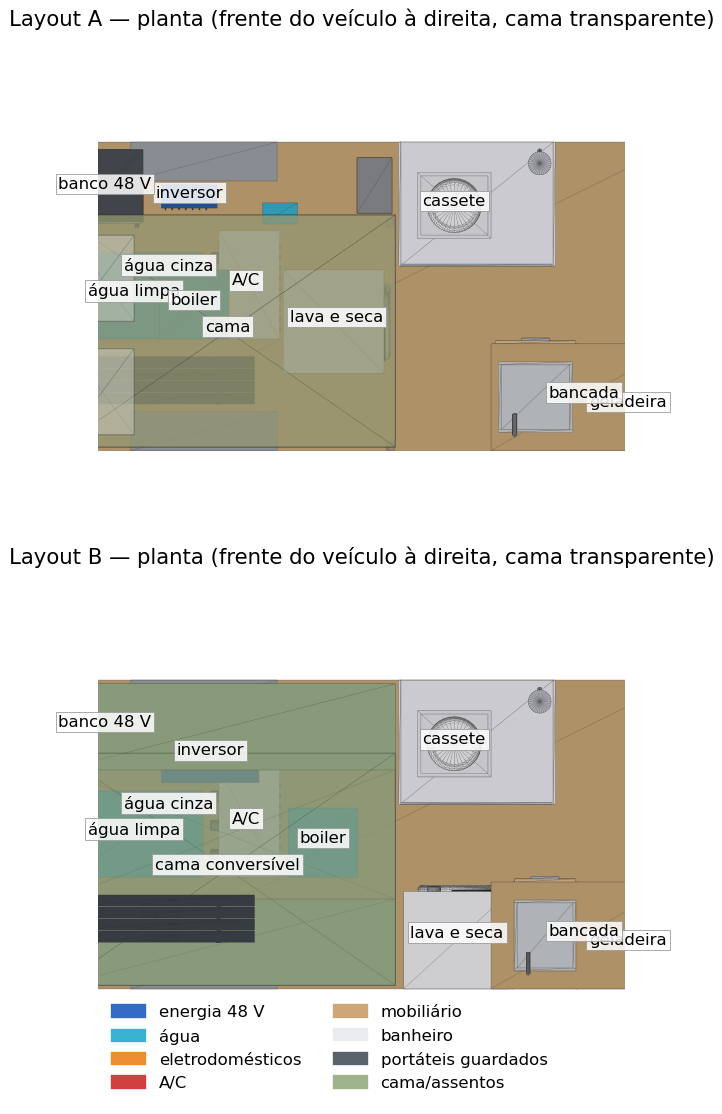 Layout A — planta (frente do veículo à direita, cama transparente)
banco 48 V
inversor
cassete
água cinza
A/C
água limpa
boiler
lava e seca
cama
bancada
geladeira
Layout B — planta (frente do veículo à direita, cama transparente)
banco 48 V
cassete
inversor
água cinza
A/C
água limpa
boiler
cama conversível
lava e seca
bancada
geladeira
energia 48 V
água
eletrodomésticos
A/C
mobiliário
banheiro
portáteis guardados
cama/assentos